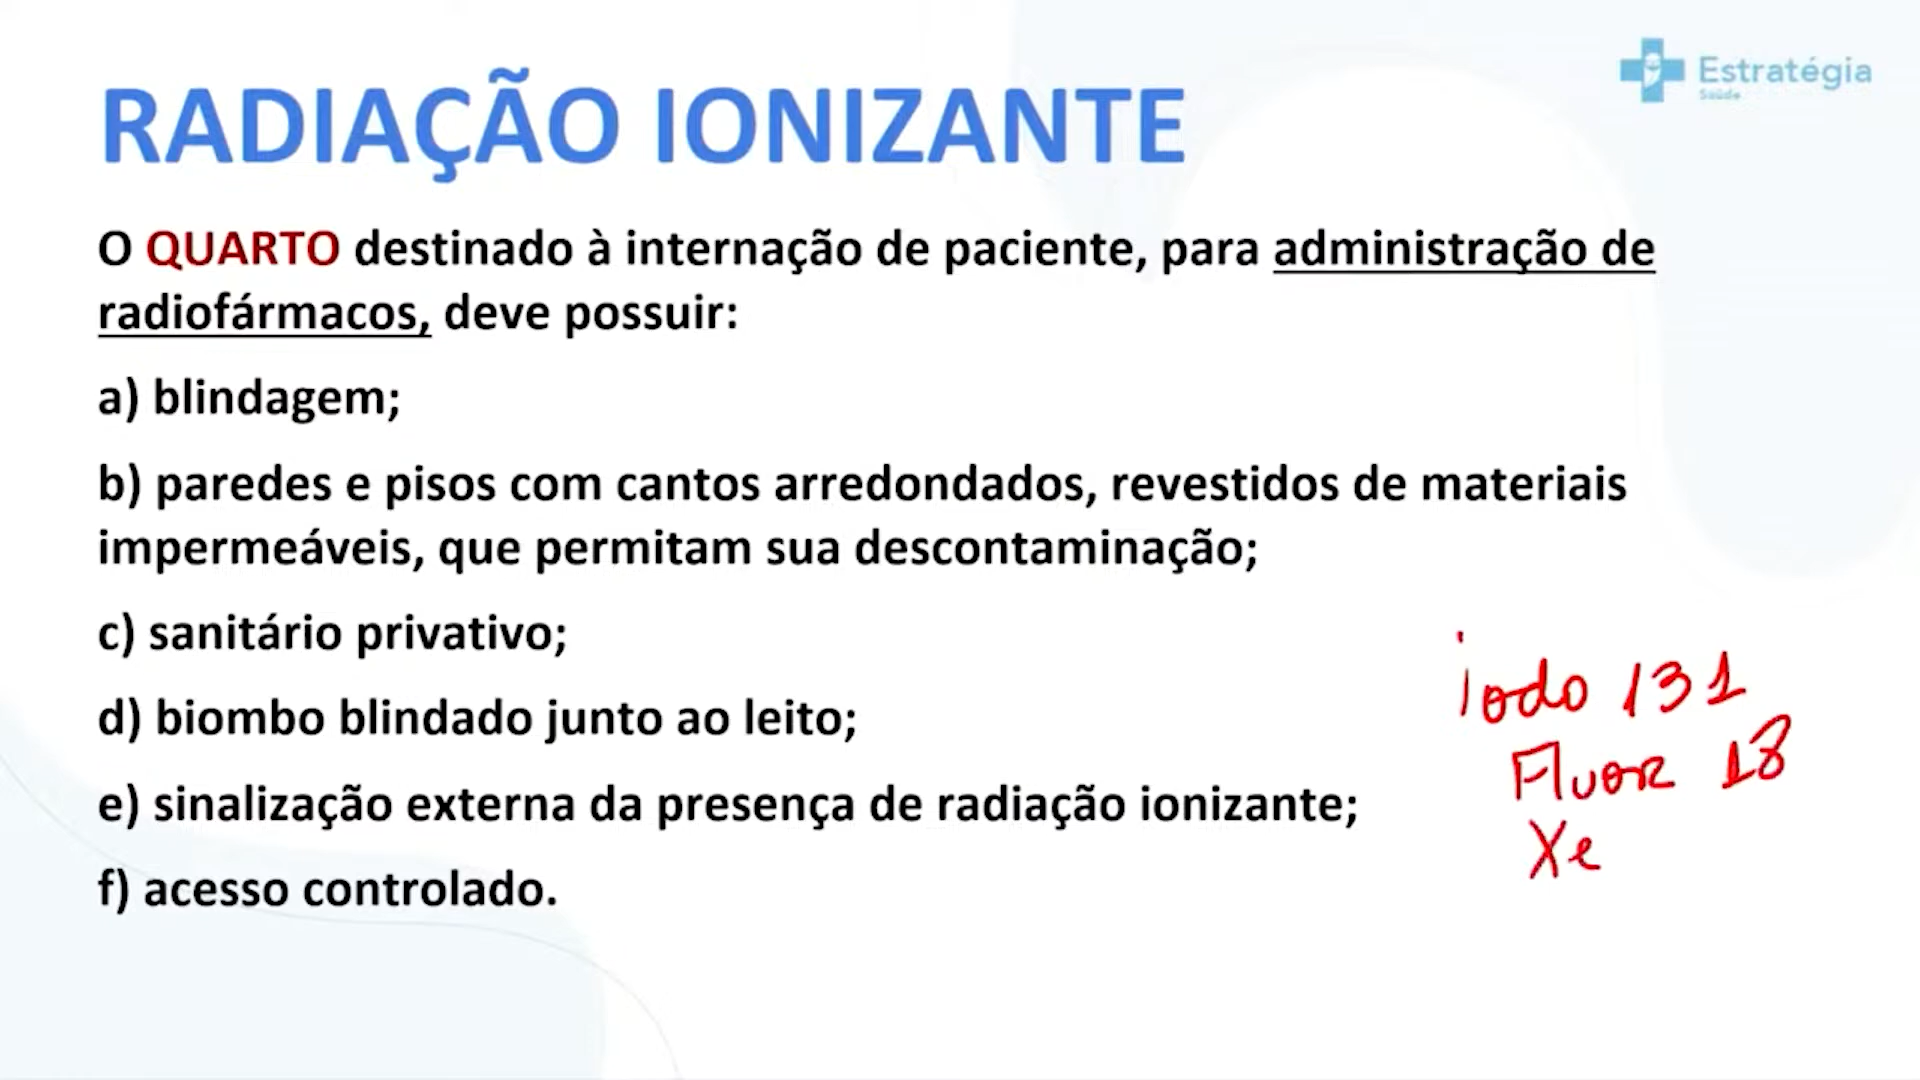 Estratégia
Saúde
RADIAÇÃO IONIZANTE
O QUARTO destinado à internação de paciente, para administração de
radiofármacos, deve possuir:
a) blindagem;
b) paredes e pisos com cantos arredondados, revestidos de materiais
impermeáveis, que permitam sua descontaminação;
c) sanitário privativo;
d) biombo blindado junto ao leito;
e) sinalização externa da presença de radiação ionizante;
f) acesso controlado.
iodo 131
Fluor 18
Xe